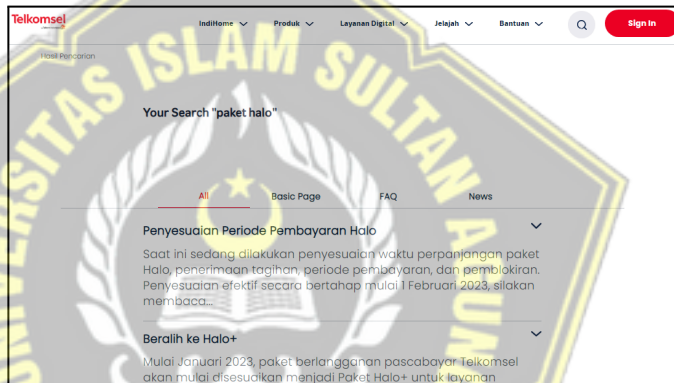 Telkomsel
IndiHome Produk Layanan Digital Jelajah Bantuan Sign In
Hasil Pencarian
Your Search "paket halo"
All Basic Page FAQ News
Penyesuaian Periode Pembayaran Halo
Saat ini sedang dilakukan penyesuaian waktu perpanjangan paket
Halo, penerimaan tagihan, periode pembayaran, dan pemblokiran.
Penyesuaian efektif secara bertahap mulai 1 Februari 2023, silakan
membaca...
Beralih ke Halo+
Mulai Januari 2023, paket berlangganan pascabayar Telkomsel
akan mulai disesuaikan menjadi Paket Halo+ untuk layanan
ISLAM SULTAN AGUNG